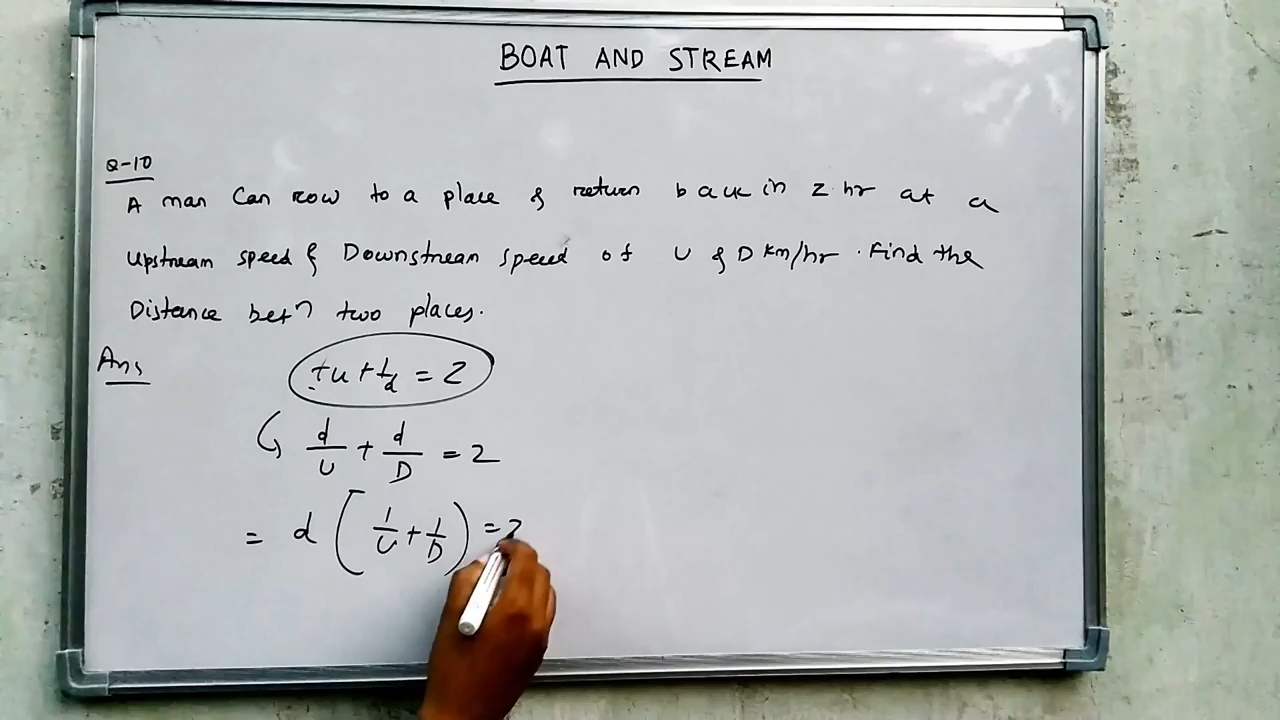 BOAT AND STREAM
Q-10
A man can row to a place & return back in 2 hr at a
upstream speed & Downstream speed of U & D km/hr. Find the
Distance betn two places.
Ans
tu + td = 2
d/U + d/D = 2
= d (1/U + 1/D) = 2